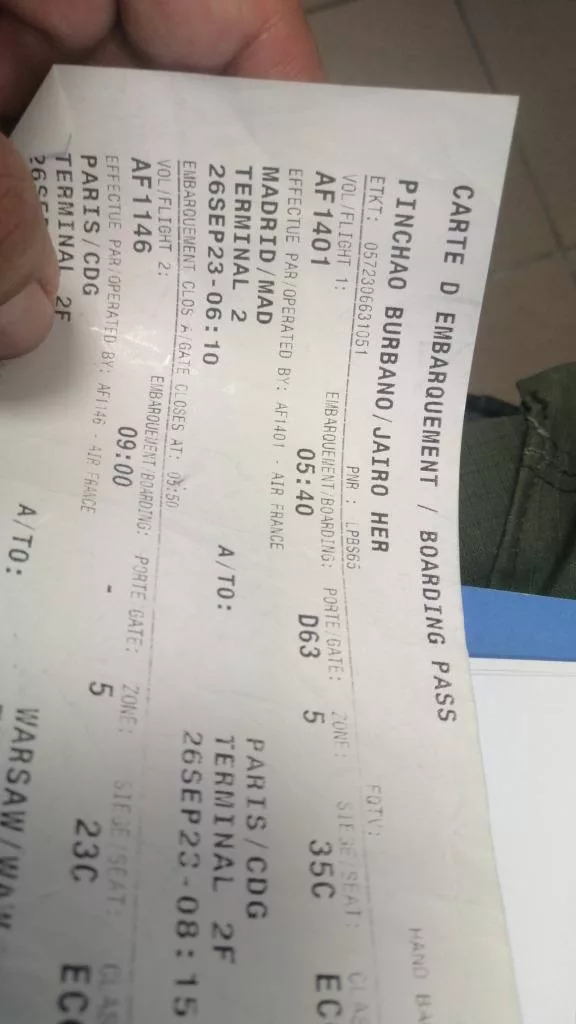 CARTE D EMBARQUEMENT / BOARDING PASS
HAND
PINCHAO BURBANO/JAIRO HER
FQTV:
ETKT: 0572306631051 PNR : LPBS65
VOL/FLIGHT 1: EMBARQUEMENT/BOARDING: PORTE/GATE: ZONE: SIEGE/SEAT:
AF1401 05:40 D63 5 35C
EFFECTUE PAR/OPERATED BY: AF1401 - AIR FRANCE
MADRID/MAD A/TO: PARIS/CDG
TERMINAL 2 TERMINAL 2F
26SEP23-06:10 26SEP23-08:15
EMBARQUEMENT CLOS A/GATE CLOSES AT: 05:50
VOL/FLIGHT 2: EMBARQUEMENT/BOARDING: PORTE GATE: ZONE: SIEGE/SEAT:
AF1146 09:00 - 5 23C
EFFECTUE PAR/OPERATED BY: AF1146 - AIR FRANCE
PARIS/CDG A/TO: WARSAW/WAW
TERMINAL 2F